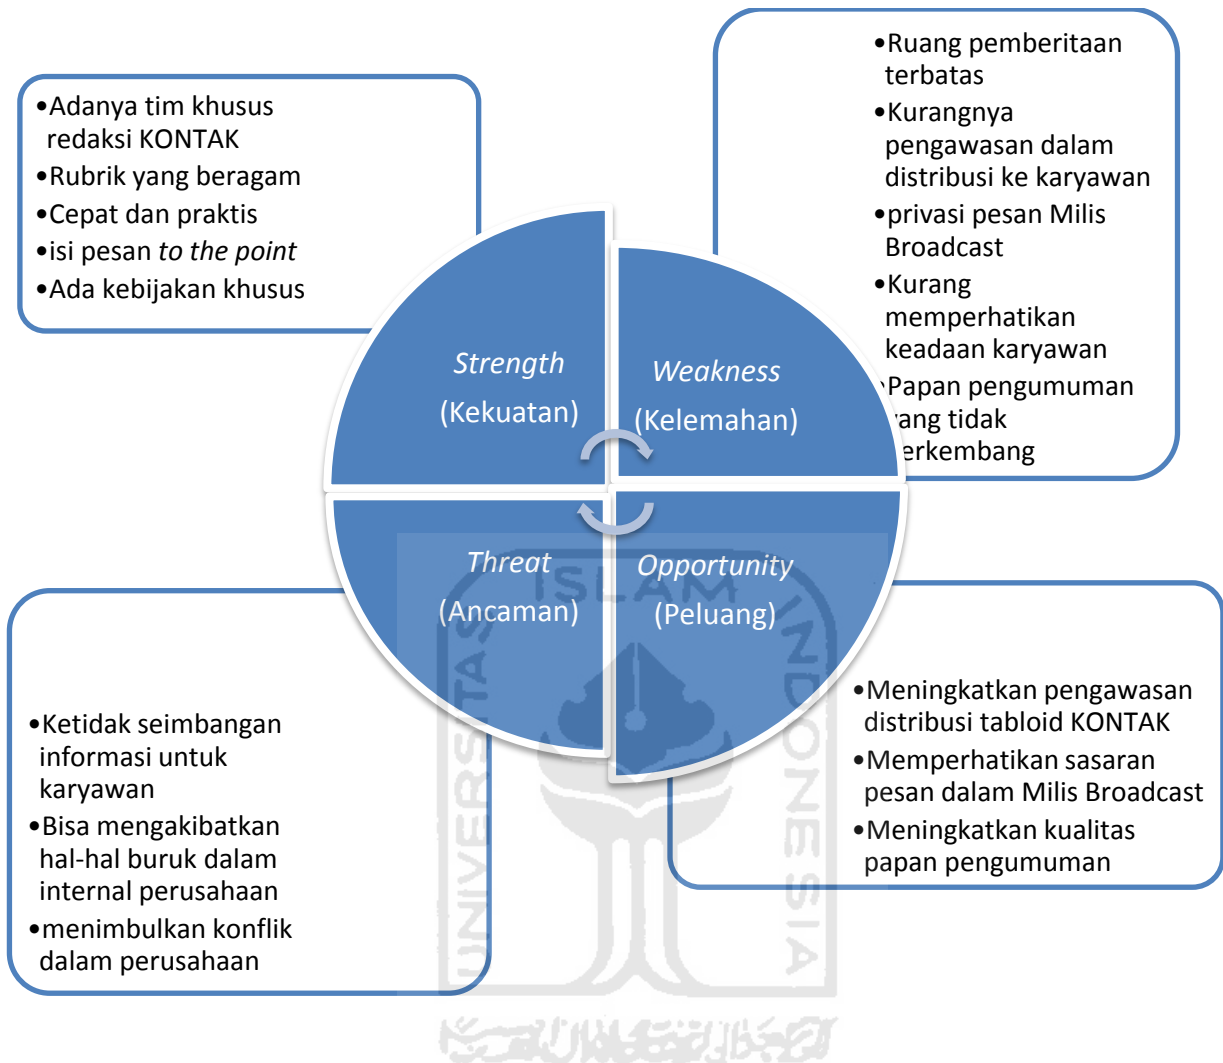 •Adanya tim khusus
redaksi KONTAK
•Rubrik yang beragam
•Cepat dan praktis
•isi pesan to the point
•Ada kebijakan khusus
•Ruang pemberitaan
terbatas
•Kurangnya
pengawasan dalam
distribusi ke karyawan
•privasi pesan Milis
Broadcast
•Kurang
memperhatikan
keadaan karyawan
•Papan pengumuman
yang tidak
erkembang
Strength
(Kekuatan)
Weakness
(Kelemahan)
Threat
(Ancaman)
Opportunity
(Peluang)
•Ketidak seimbangan
informasi untuk
karyawan
•Bisa mengakibatkan
hal-hal buruk dalam
internal perusahaan
•menimbulkan konflik
dalam perusahaan
•Meningkatkan pengawasan
distribusi tabloid KONTAK
•Memperhatikan sasaran
pesan dalam Milis Broadcast
•Meningkatkan kualitas
papan pengumuman
UNIVERSITAS
ISLAM
INDONESIA